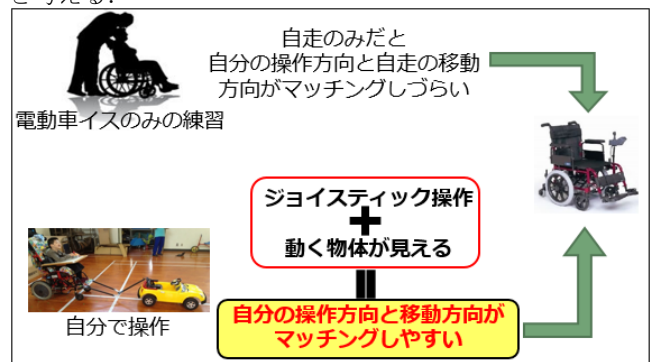 自走のみだと
自分の操作方向と自走の移動
方向がマッチングしづらい
電動車イスのみの練習
ジョイスティック操作
+
動く物体が見える
=
自分で操作
自分の操作方向と移動方向が
マッチングしやすい